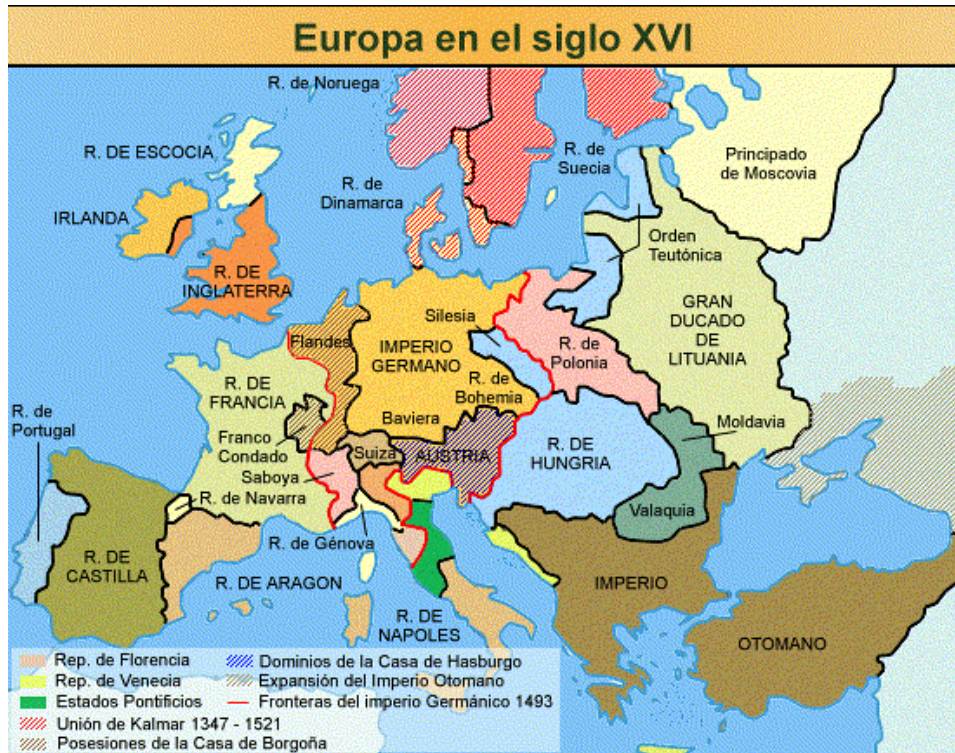 Europa en el siglo XVI
R. de Noruega
R. DE ESCOCIA
Principado
de Moscovia
R. de
Suecia
R. de
Dinamarca
IRLANDA
Orden
Teutónica
R. DE
INGLATERRA
GRAN
DUCADO
DE
LITUANIA
Silesia
Flandes
IMPERIO
GERMANO
R. de
Polonia
R. DE
FRANCIA
R. de
Bohemia
R. de
Portugal
Baviera
Moldavia
Franco
Condado
Suiza
AUSTRIA
R. DE
HUNGRIA
Saboya
R. de Navarra
Valaquia
R. de Génova
R. DE
CASTILLA
R. DE ARAGON
IMPERIO
R. DE
NAPOLES
OTOMANO
Rep. de Florencia
Rep. de Venecia
Estados Pontificios
Unión de Kalmar 1347 - 1521
Posesiones de la Casa de Borgoña
Dominios de la Casa de Hasburgo
Expansión del Imperio Otomano
Fronteras del imperio Germánico 1493